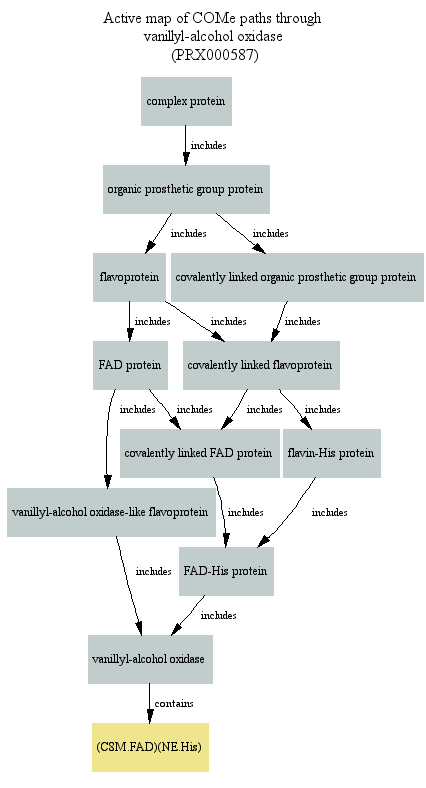 Active map of COMe paths through
vanillyl-alcohol oxidase
(PRX000587)
complex protein
includes
organic prosthetic group protein
includes
includes
flavoprotein
covalently linked organic prosthetic group protein
includes
includes
includes
FAD protein
covalently linked flavoprotein
includes
includes
includes
includes
covalently linked FAD protein
flavin-His protein
vanillyl-alcohol oxidase-like flavoprotein
includes
includes
includes
FAD-His protein
includes
vanillyl-alcohol oxidase
contains
(CSM.FAD)(NE.His)